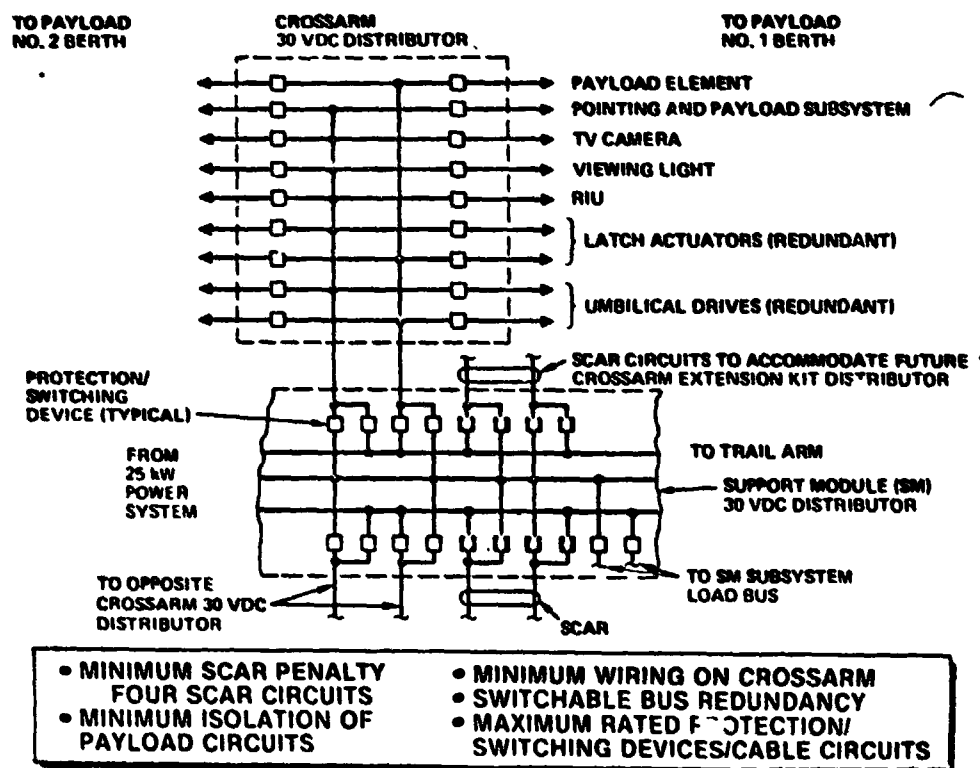 TO PAYLOAD
NO. 2 BERTH
CROSSARM
30 VDC DISTRIBUTOR
TO PAYLOAD
NO. 1 BERTH
PAYLOAD ELEMENT
POINTING AND PAYLOAD SUBSYSTEM
TV CAMERA
VIEWING LIGHT
RIU
LATCH ACTUATORS (REDUNDANT)
UMBILICAL DRIVES (REDUNDANT)
SCAR CIRCUITS TO ACCOMMODATE FUTURE
CROSSARM EXTENSION KIT DISTRIBUTOR
PROTECTION/
SWITCHING
DEVICE (TYPICAL)
FROM
25 kW
POWER
SYSTEM
TO TRAIL ARM
SUPPORT MODULE (SM)
30 VDC DISTRIBUTOR
TO OPPOSITE
CROSSARM 30 VDC
DISTRIBUTOR
TO SM SUBSYSTEM
LOAD BUS
SCAR
• MINIMUM SCAR PENALTY
FOUR SCAR CIRCUITS
• MINIMUM ISOLATION OF
PAYLOAD CIRCUITS
• MINIMUM WIRING ON CROSSARM
• SWITCHABLE BUS REDUNDANCY
• MAXIMUM RATED PROTECTION/
SWITCHING DEVICES/CABLE CIRCUITS